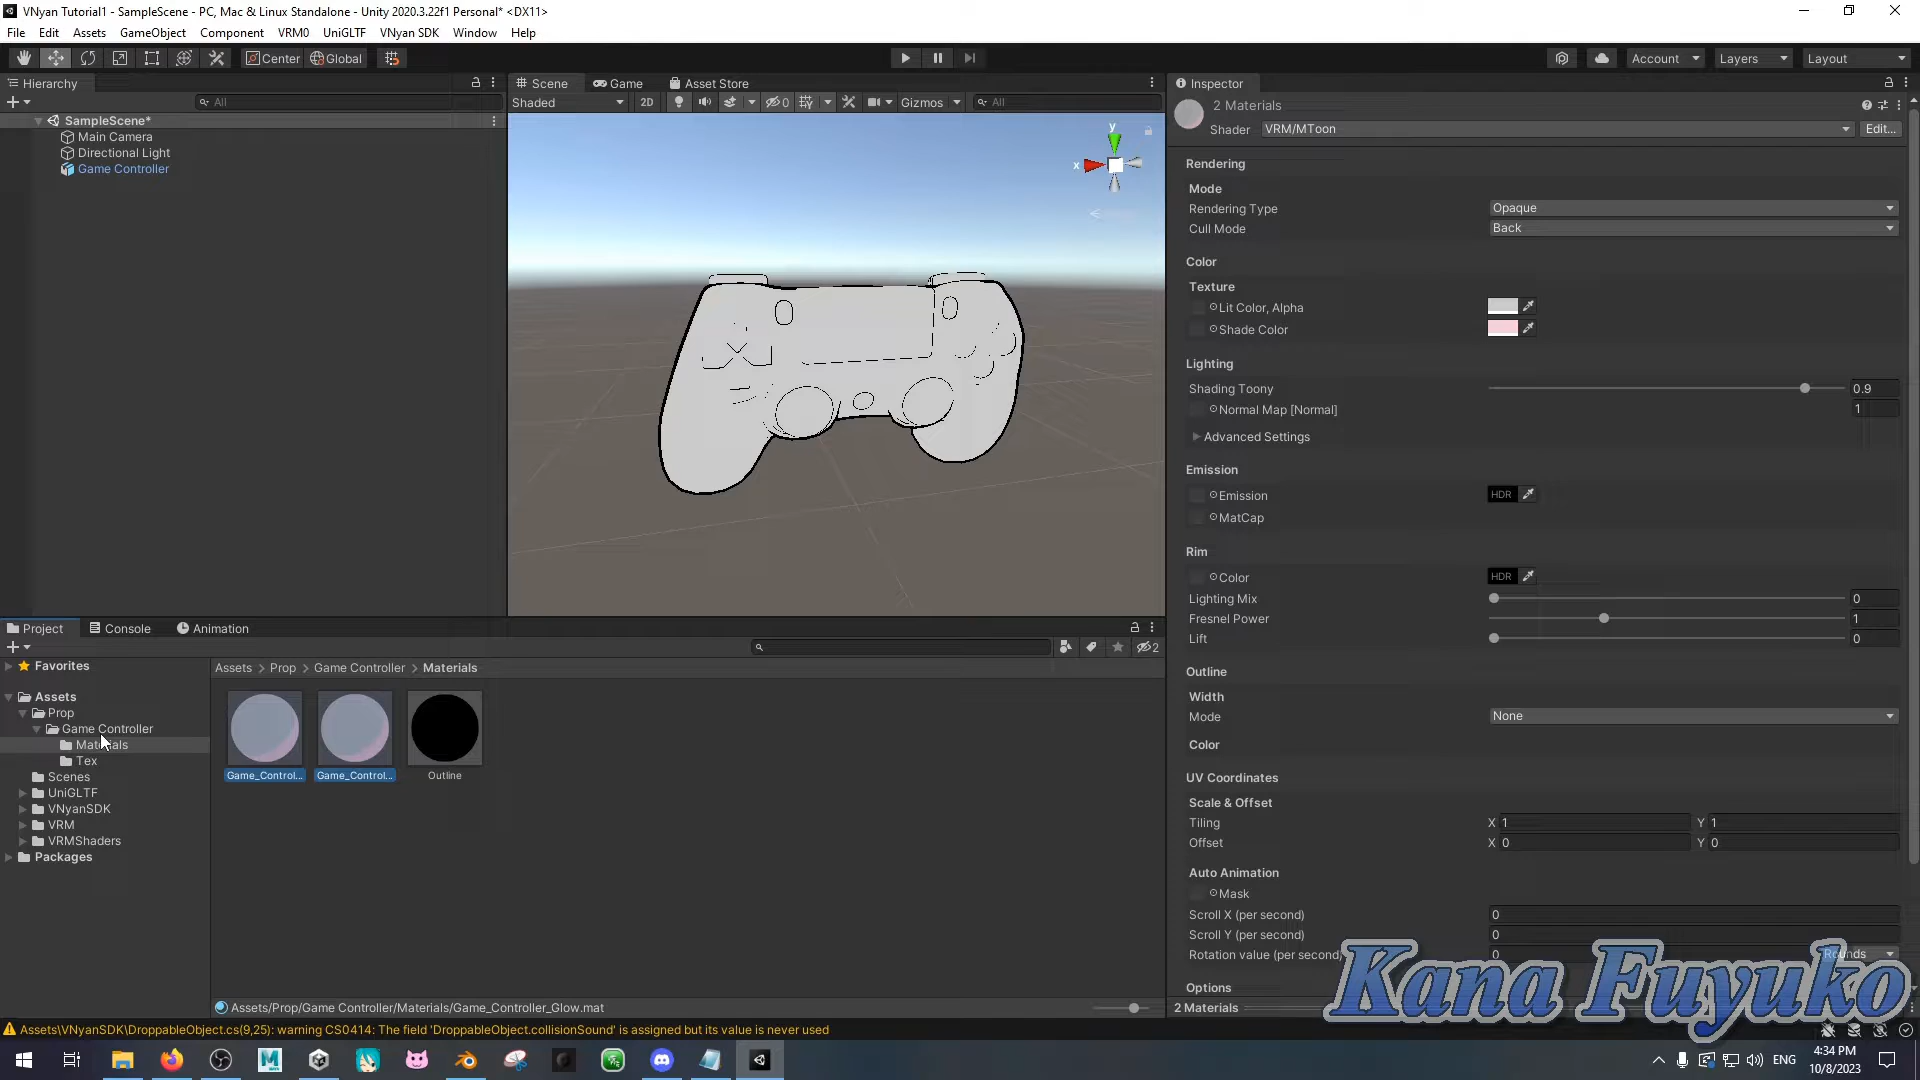 VNyan Tutorial1 - SampleScene - PC, Mac & Linux Standalone - Unity 2020.3.22f1 Personal* <DX11>
File Edit Assets GameObject Component VRM0 UniGLTF VNyan SDK Window Help
Center Global Account Layers Layout
Hierarchy
All
SampleScene*
Main Camera
Directional Light
Game Controller
Scene Game Asset Store
Shaded 2D 0 Gizmos All
y
x
Inspector
2 Materials
Shader VRM/MToon Edit...
Rendering
Mode
Rendering Type Opaque
Cull Mode Back
Color
Texture
Lit Color, Alpha
Shade Color
Lighting
Shading Toony 0.9
Normal Map [Normal] 1
Advanced Settings
Emission
Emission HDR
MatCap
Rim
Color HDR
Lighting Mix 0
Fresnel Power 1
Lift 0
Outline
Width
Mode None
Color
UV Coordinates
Scale & Offset
Tiling X 1 Y 1
Offset X 0 Y 0
Auto Animation
Mask
Scroll X (per second) 0
Scroll Y (per second) 0
Rotation value (per second) 0 Rounds
Options
2 Materials
Project Console Animation
2
Favorites
Assets
Prop
Game Controller
Materials
Tex
Scenes
UniGLTF
VNyanSDK
VRM
VRMShaders
Packages
Assets > Prop > Game Controller > Materials
Game_Control... Game_Control... Outline
Assets/Prop/Game Controller/Materials/Game_Controller_Glow.mat
Kana Fuyuko
Assets\VNyanSDK\DroppableObject.cs(9,25): warning CS0414: The field 'DroppableObject.collisionSound' is assigned but its value is never used
ENG
4:34 PM
10/8/2023